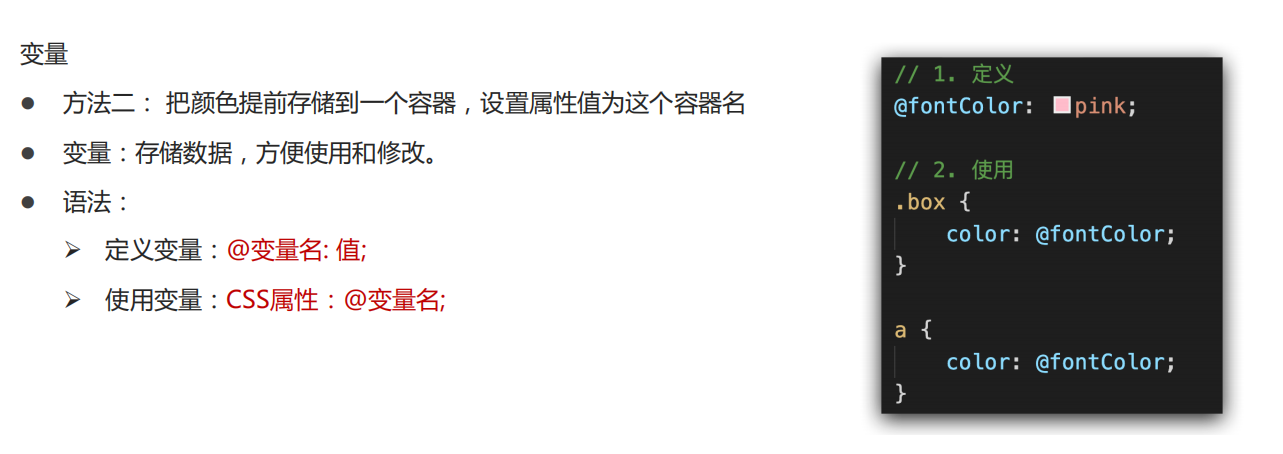 变量
● 方法二： 把颜色提前存储到一个容器，设置属性值为这个容器名
● 变量：存储数据，方便使用和修改。
● 语法：
➢ 定义变量：@变量名: 值;
➢ 使用变量：CSS属性：@变量名;
// 1. 定义
@fontColor: pink;
// 2. 使用
.box {
color: @fontColor;
}
a {
color: @fontColor;
}